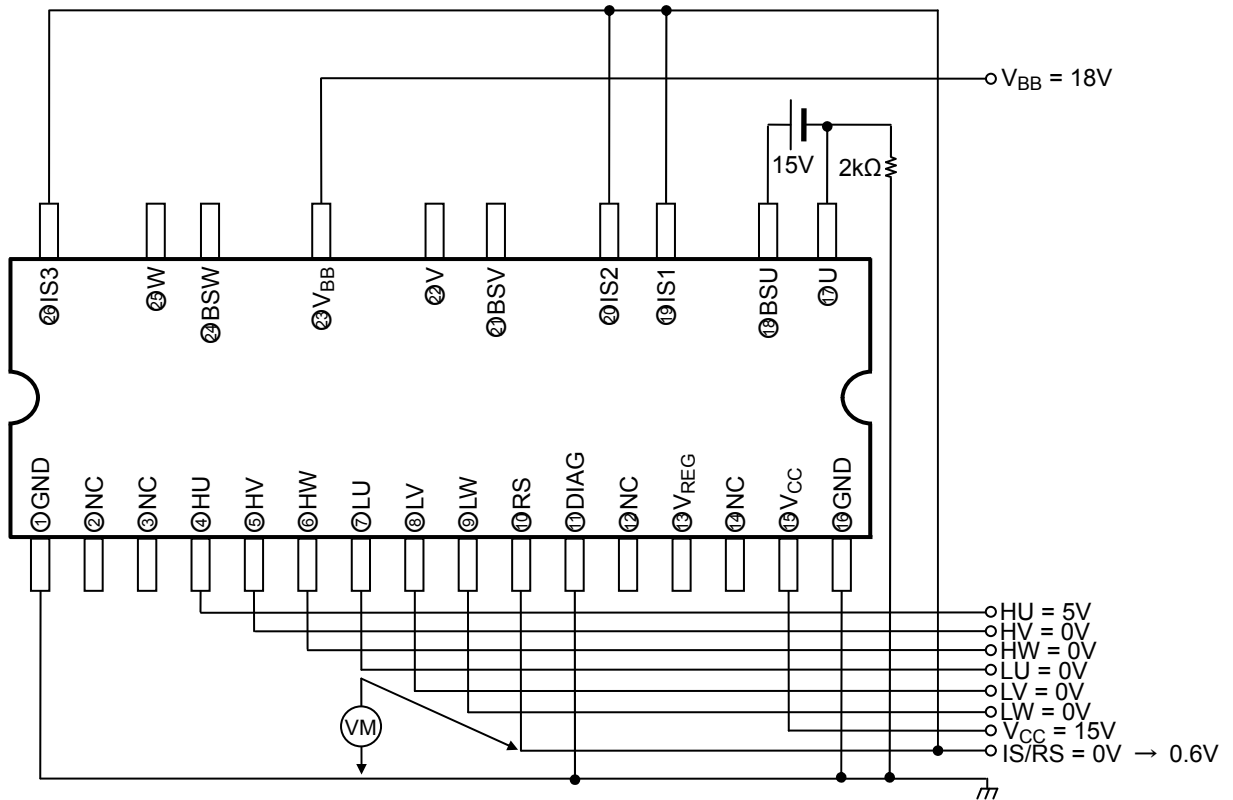 V_BB = 18V
15V
2kΩ
㉖IS3
㉕W
㉔BSW
㉓V_BB
㉒V
㉑BSV
⑳IS2
⑲IS1
⑱BSU
⑰U
①GND
②NC
③NC
④HU
⑤HV
⑥HW
⑦LU
⑧LV
⑨LW
⑩RS
⑪DIAG
⑫NC
⑬V_REG
⑭NC
⑮V_CC
⑯GND
HU = 5V
HV = 0V
HW = 0V
LU = 0V
LV = 0V
LW = 0V
V_CC = 15V
IS/RS = 0V → 0.6V
VM